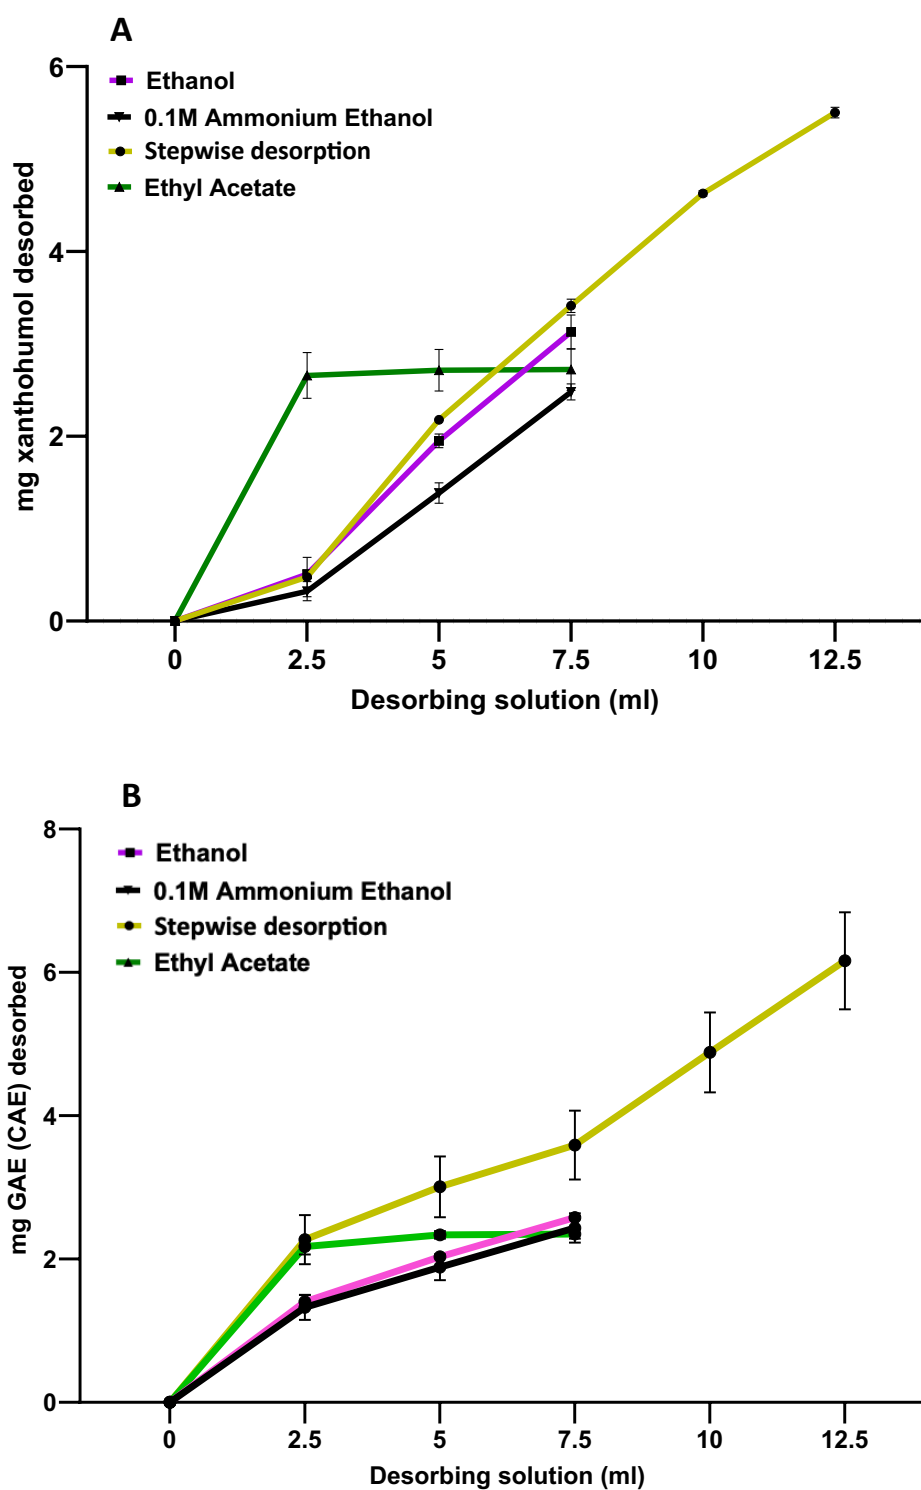 A
6
Ethanol
0.1M Ammonium Ethanol
Stepwise desorption
Ethyl Acetate
4
2
0
mg xanthohumol desorbed
0 2.5 5 7.5 10 12.5
Desorbing solution (ml)
B
8
Ethanol
0.1M Ammonium Ethanol
Stepwise desorption
Ethyl Acetate
6
4
2
0
mg GAE (CAE) desorbed
0 2.5 5 7.5 10 12.5
Desorbing solution (ml)